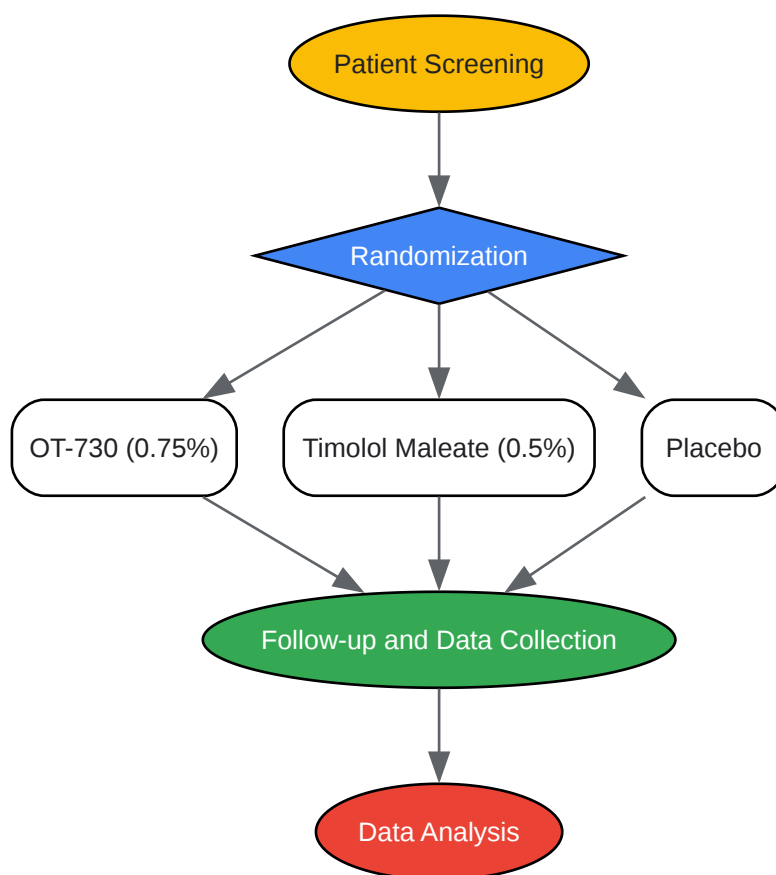 Patient Screening
Randomization
OT-730 (0.75%)
Timolol Maleate (0.5%)
Placebo
Follow-up and Data Collection
Data Analysis